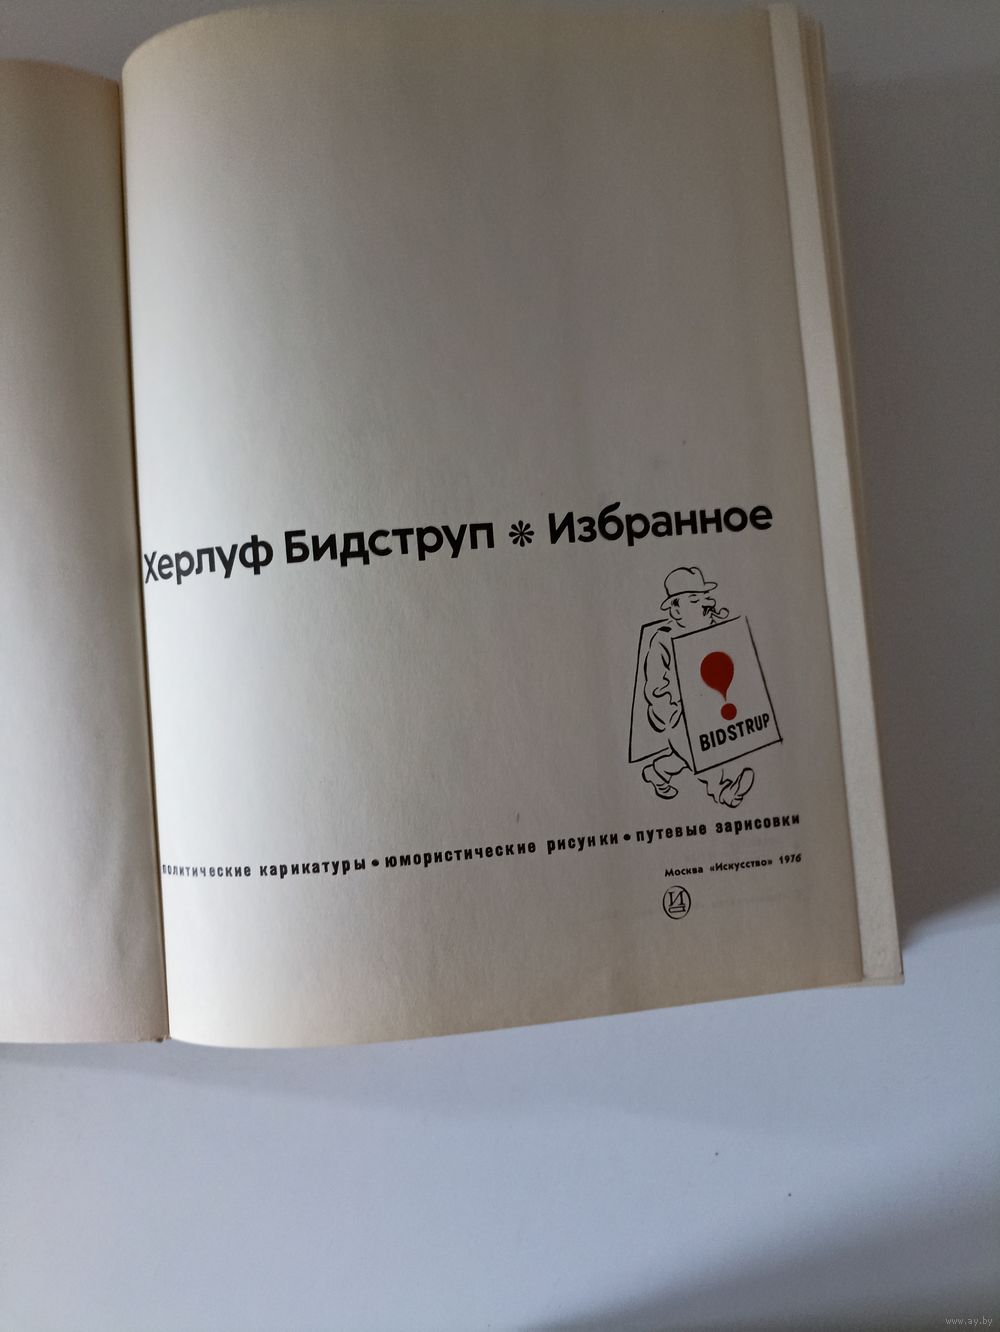 Херлуф Бидструп * Избранное
BIDSTRUP
политические карикатуры • юмористические рисунки • путевые зарисовки
Москва «Искусство» 1976
И
www.ay.by